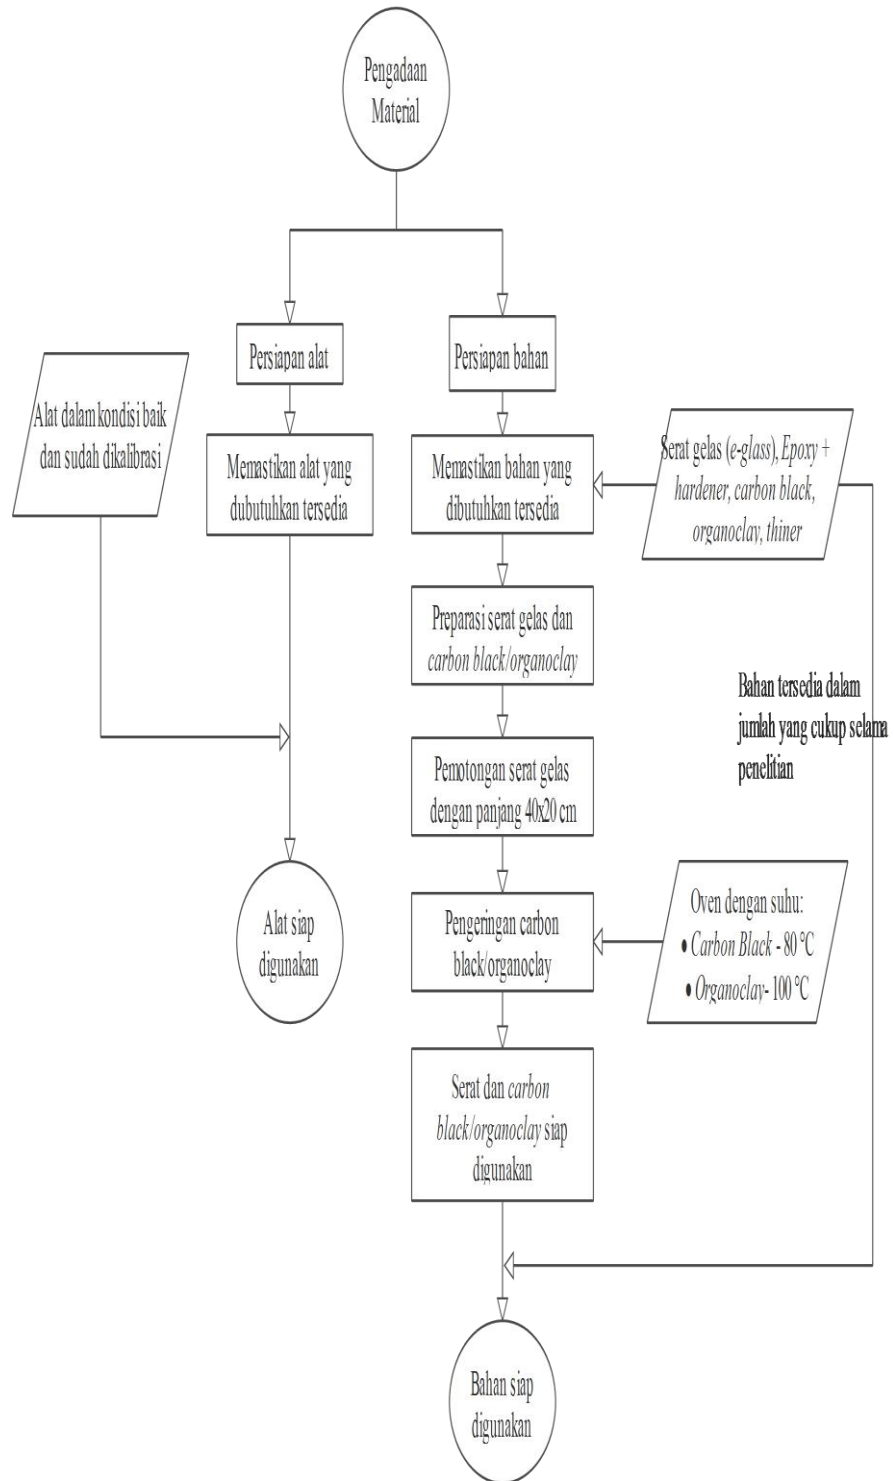 Pengadaan
Material
Persiapan alat
Persiapan bahan
Alat dalam kondisi baik
dan sudah dikalibrasi
Memastikan alat yang
dubutuhkan tersedia
Memastikan bahan yang
dibutuhkan tersedia
Serat gelas (e-glass), Epoxy +
hardener, carbon black,
organoclay, thiner
Preparasi serat gelas dan
carbon black/organoclay
Bahan tersedia dalam
jumlah yang cukup selama
penelitian
Pemotongan serat gelas
dengan panjang 40x20 cm
Alat siap
digunakan
Pengeringan carbon
black/organoclay
Oven dengan suhu:
• Carbon Black - 80 °C
• Organoclay- 100 °C
Serat dan carbon
black/organoclay siap
digunakan
Bahan siap
digunakan